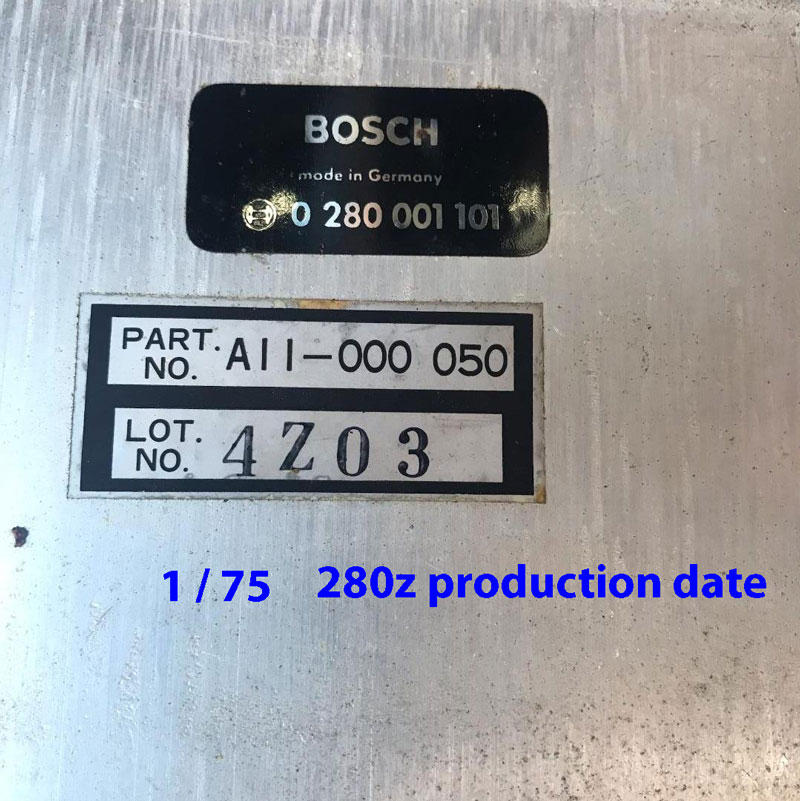 BOSCH
made in Germany
0 280 001 101
PART. NO. A11-000 050
LOT. NO. 4Z03
1 / 75 280z production date